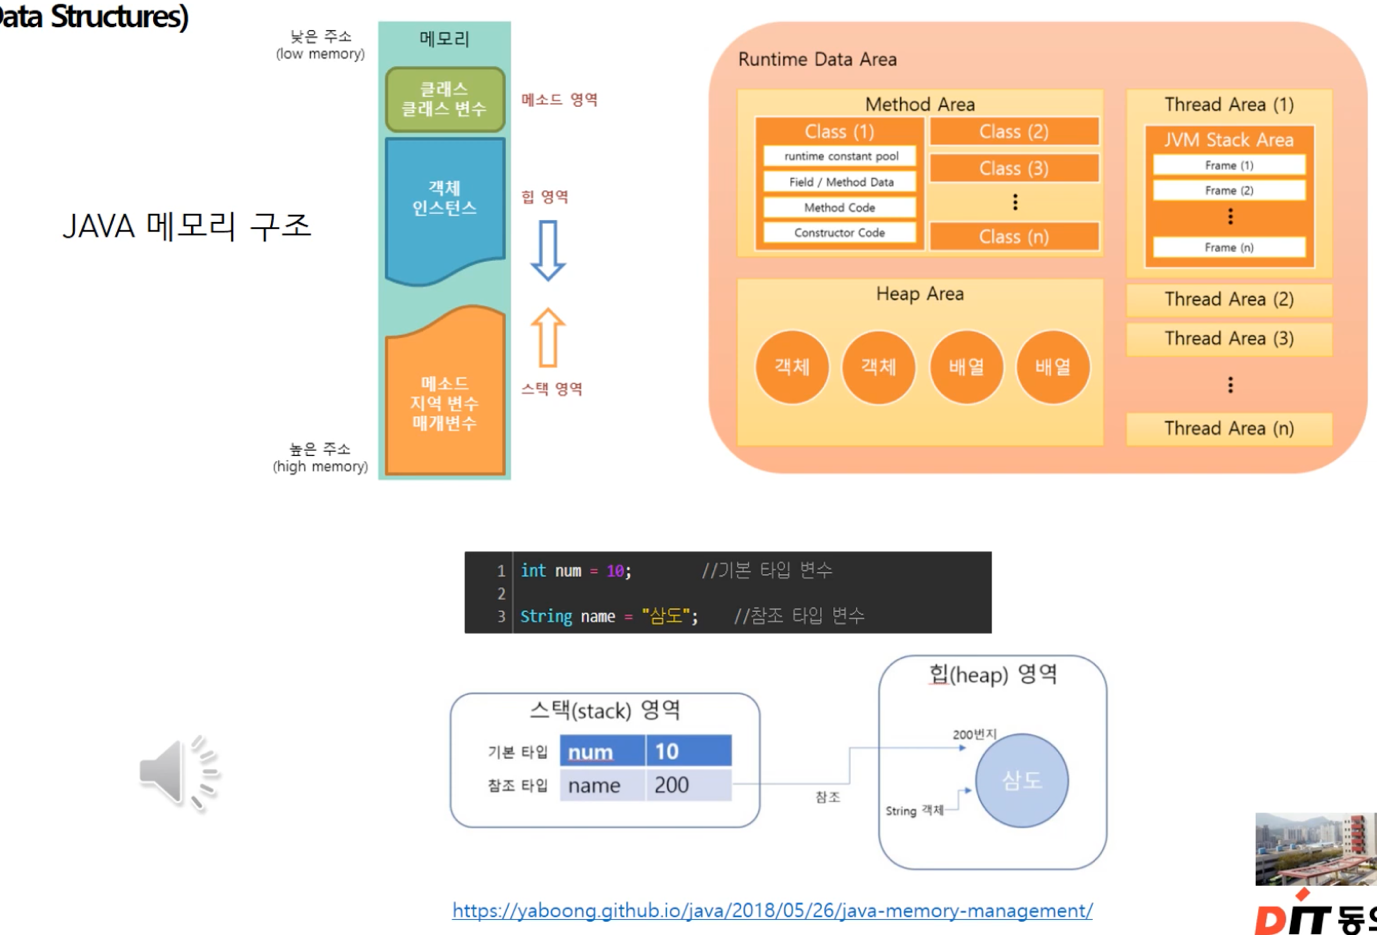 Data Structures)
JAVA 메모리 구조
낮은 주소
(low memory)
높은 주소
(high memory)
메모리
클래스
클래스 변수
객체
인스턴스
메소드
지역 변수
매개변수
메소드 영역
힙 영역
스택 영역
Runtime Data Area
Method Area
Class (1)
runtime constant pool
Field / Method Data
Method Code
Constructor Code
Class (2)
Class (3)
Class (n)
Heap Area
객체
객체
배열
배열
Thread Area (1)
JVM Stack Area
Frame (1)
Frame (2)
Frame (n)
Thread Area (2)
Thread Area (3)
Thread Area (n)
1 int num = 10; //기본 타입 변수
2
3 String name = "삼도"; //참조 타입 변수
스택(stack) 영역
기본 타입 num 10
참조 타입 name 200
참조
힙(heap) 영역
200번지
삼도
String 객체
https://yaboong.github.io/java/2018/05/26/java-memory-management/
DIT 동의